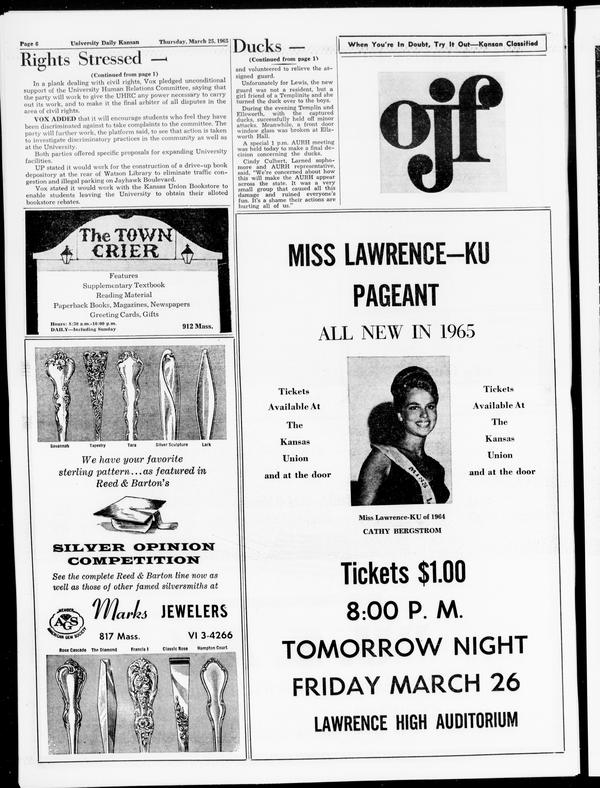 Page 6 University Daily Kansan Thursday, March 25, 1965
Rights Stressed —
(Continued from page 1)
In a plank dealing with civil rights, Vox pledged unconditional
support of the University Human Relations Committee, saying that
the party will work to give the UHRC any power necessary to carry
out its work, and to make it the final arbiter of all disputes in the
area of civil rights.
VOX ADDED that it will encourage students who feel they have
been discriminated against to take complaints to the committee. The
party will further work, the platform said, to see that action is taken
to investigate discriminatory practices in the community as well as
at the University.
Both parties offered specific proposals for expanding University
facilities.
UP stated it would work for the construction of a drive-up book
depository at the rear of Watson Library to eliminate traffic con-
gestion and illegal parking on Jayhawk Boulevard.
Vox stated it would work with the Kansas Union Bookstore to
enable students leaving the University to obtain their alloted
bookstore rebates.
Ducks —
(Continued from page 1)
and volunteered to relieve the as-
signed guard.
Unfortunately for Lewis, the new
guard was not a resident, but a
girl friend of a Templinite and she
turned the duck over to the boys.
During the evening Templin and
Ellsworth, with the captured
ducks, successfully held off minor
attacks. Meanwhile, a front door
window glass was broken at Ells-
worth Hall.
A special 1 p.m. AURH meeting
was held today to make a final de-
cision concerning the ducks.
Cindy Culbert, Larned sopho-
more and AURH representative,
said, "We're concerned about how
this will make the AURH appear
across the state. It was a very
small group that caused all this
damage and ruined everyone's
fun. It's a shame their actions are
hurting all of us."
When You're In Doubt, Try It Out—Kansan Classified
ojf
The TOWN
CRIER
Features
Supplementary Textbook
Reading Material
Paperback Books, Magazines, Newspapers
Greeting Cards, Gifts
Hours: 8:30 a.m.-10:00 p.m.
DAILY—Including Sunday
912 Mass.
Savannah Tapestry Tara Silver Sculpture Lark
We have your favorite
sterling pattern...as featured in
Reed & Barton's
SILVER OPINION
COMPETITION
See the complete Reed & Barton line now as
well as those of other famed silversmiths at
MEMBER
AGS
AMERICAN GEM SOCIETY
Marks JEWELERS
817 Mass. VI 3-4266
Rose Cascade The Diamond Francis I Classic Rose Hampton Court
MISS LAWRENCE—KU
PAGEANT
ALL NEW IN 1965
Tickets
Available At
The
Kansas
Union
and at the door
MISS
Tickets
Available At
The
Kansas
Union
and at the door
Miss Lawrence-KU of 1964
CATHY BERGSTROM
Tickets $1.00
8:00 P. M.
TOMORROW NIGHT
FRIDAY MARCH 26
LAWRENCE HIGH AUDITORIUM